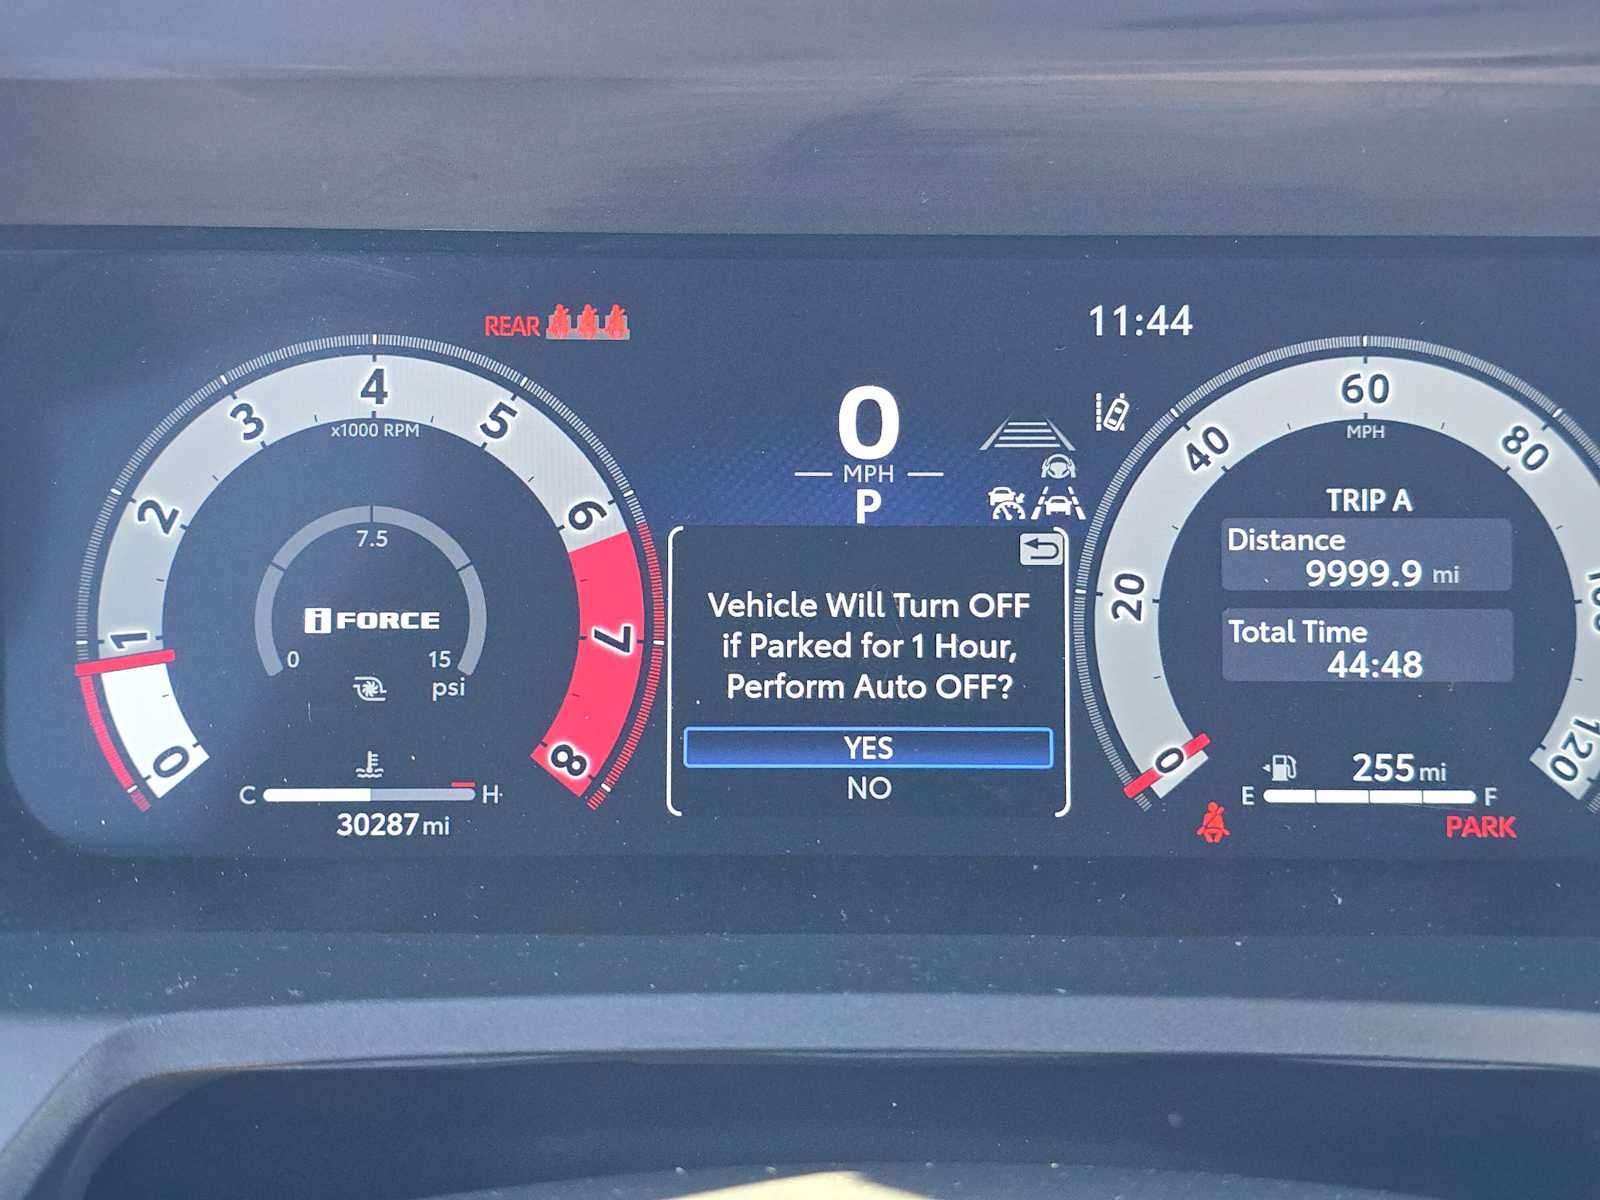 REAR
11:44
0
1
2
3
4
5
6
7
8
x1000 RPM
7.5
i FORCE
0
15
psi
C
H
30287 mi
0
MPH
P
Vehicle Will Turn OFF
if Parked for 1 Hour,
Perform Auto OFF?
YES
NO
0
20
40
60
80
120
MPH
TRIP A
Distance
9999.9 mi
Total Time
44:48
255 mi
E
F
PARK